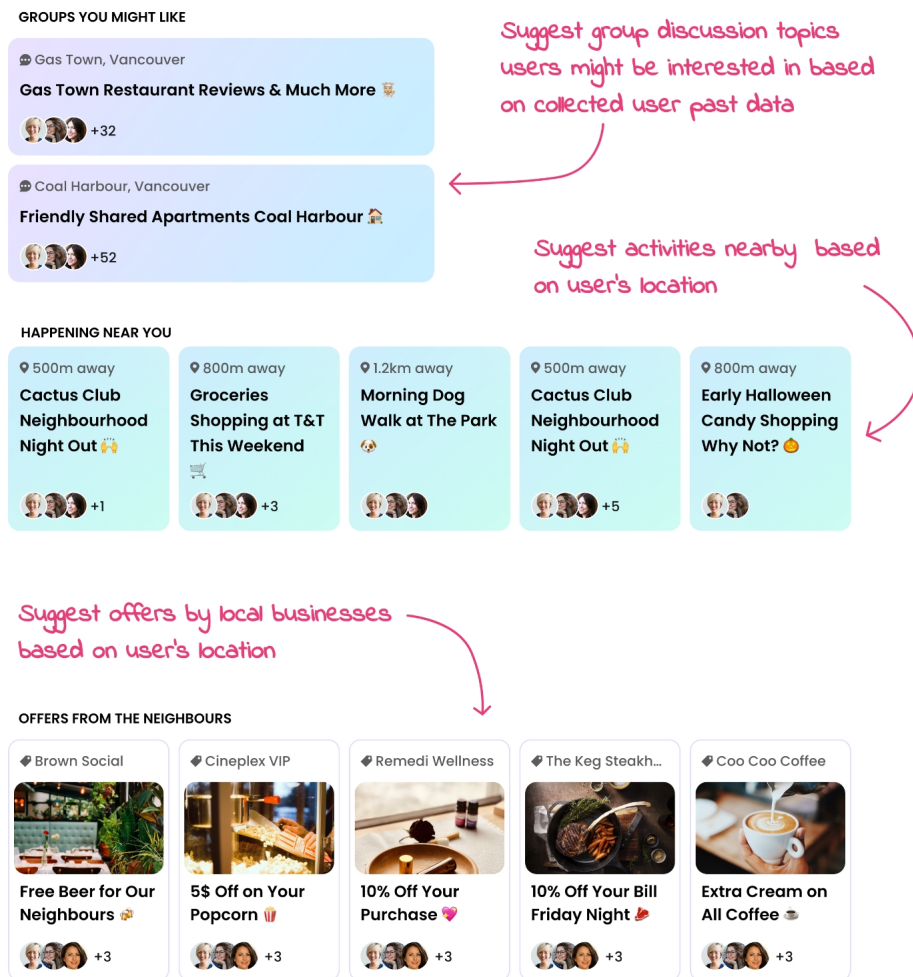 GROUPS YOU MIGHT LIKE
Suggest group discussion topics
users might be interested in based
on collected user past data
Gas Town, Vancouver
Gas Town Restaurant Reviews & Much More
+32
Coal Harbour, Vancouver
Friendly Shared Apartments Coal Harbour
+52
Suggest activities nearby based
on user's location
HAPPENING NEAR YOU
500m away
Cactus Club
Neighbourhood
Night Out 🙌
+1
800m away
Groceries
Shopping at T&T
This Weekend
🛒
+3
1.2km away
Morning Dog
Walk at The Park
🐶
500m away
Cactus Club
Neighbourhood
Night Out 🙌
+5
800m away
Early Halloween
Candy Shopping
Why Not? 🎃
Suggest offers by local businesses
based on user's location
OFFERS FROM THE NEIGHBOURS
Brown Social
Free Beer for Our
Neighbours 🍻
+3
Cineplex VIP
5$ Off on Your
Popcorn 🍿
+3
Remedi Wellness
10% Off Your
Purchase 💖
+3
The Keg Steakh...
10% Off Your Bill
Friday Night 🥩
+3
Coo Coo Coffee
Extra Cream on
All Coffee ☕
+3